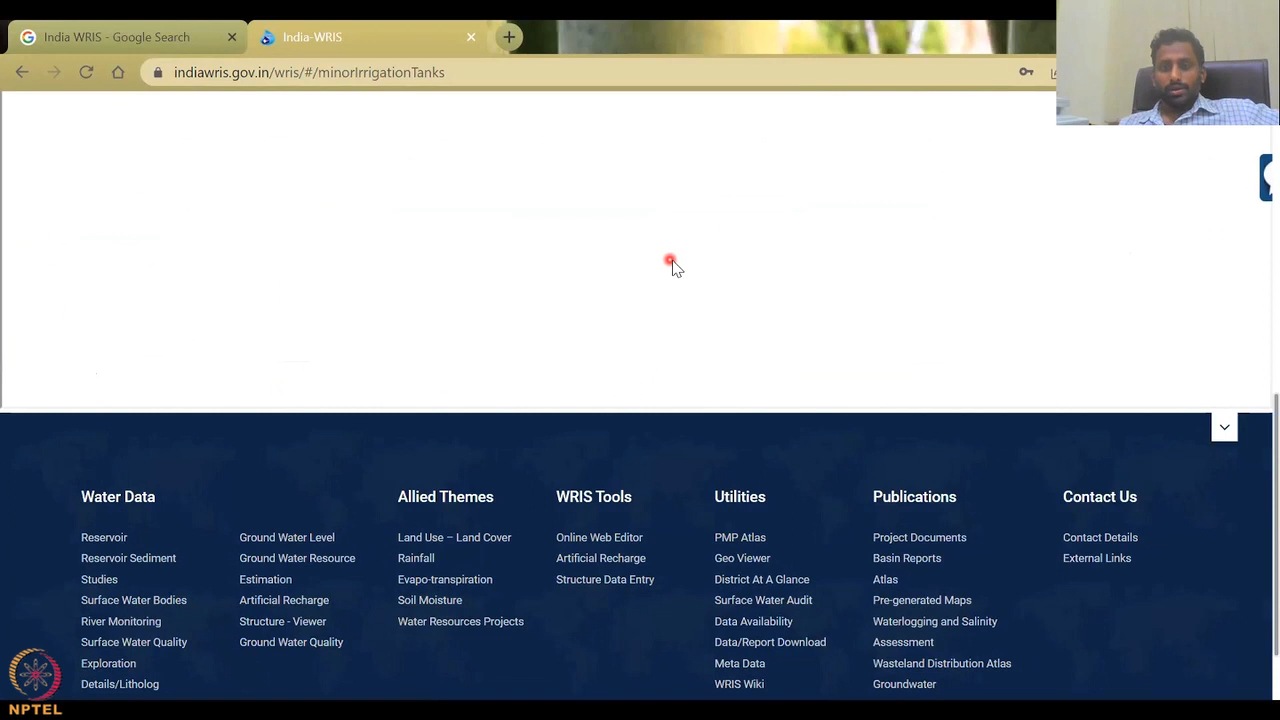 India WRIS - Google Search
India-WRIS
indiawris.gov.in/wris/#/minorIrrigationTanks
Water Data
Reservoir
Reservoir Sediment
Studies
Surface Water Bodies
River Monitoring
Surface Water Quality
Exploration
Details/Litholog
Ground Water Level
Ground Water Resource
Estimation
Artificial Recharge
Structure - Viewer
Ground Water Quality
Allied Themes
Land Use – Land Cover
Rainfall
Evapo-transpiration
Soil Moisture
Water Resources Projects
WRIS Tools
Online Web Editor
Artificial Recharge
Structure Data Entry
Utilities
PMP Atlas
Geo Viewer
District At A Glance
Surface Water Audit
Data Availability
Data/Report Download
Meta Data
WRIS Wiki
Publications
Project Documents
Basin Reports
Atlas
Pre-generated Maps
Waterlogging and Salinity
Assessment
Wasteland Distribution Atlas
Groundwater
Contact Us
Contact Details
External Links
NPTEL